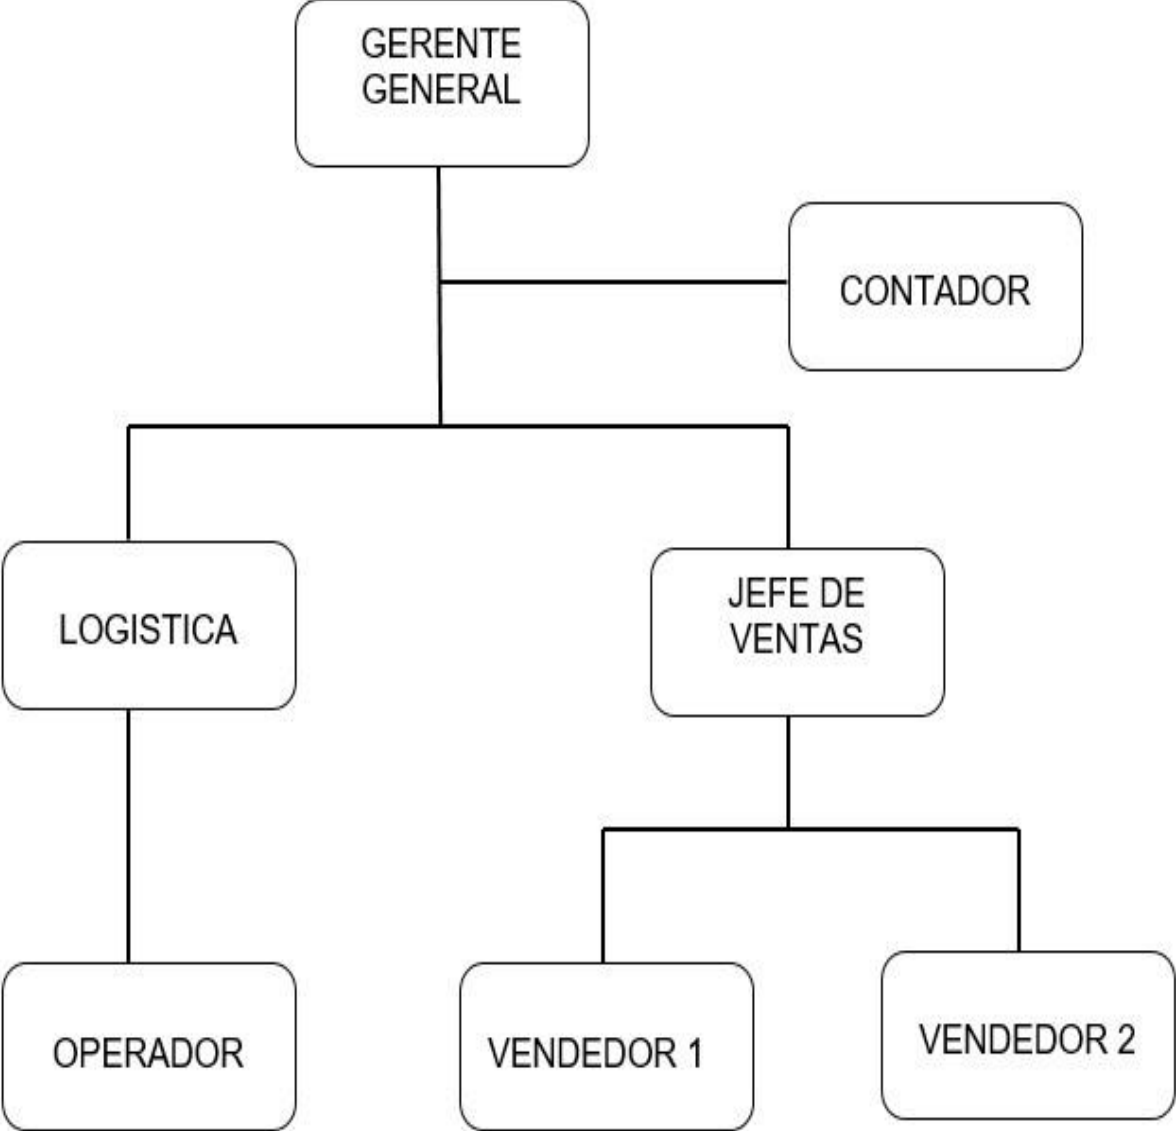 GERENTE
GENERAL
CONTADOR
LOGISTICA
JEFE DE
VENTAS
OPERADOR
VENDEDOR 1
VENDEDOR 2